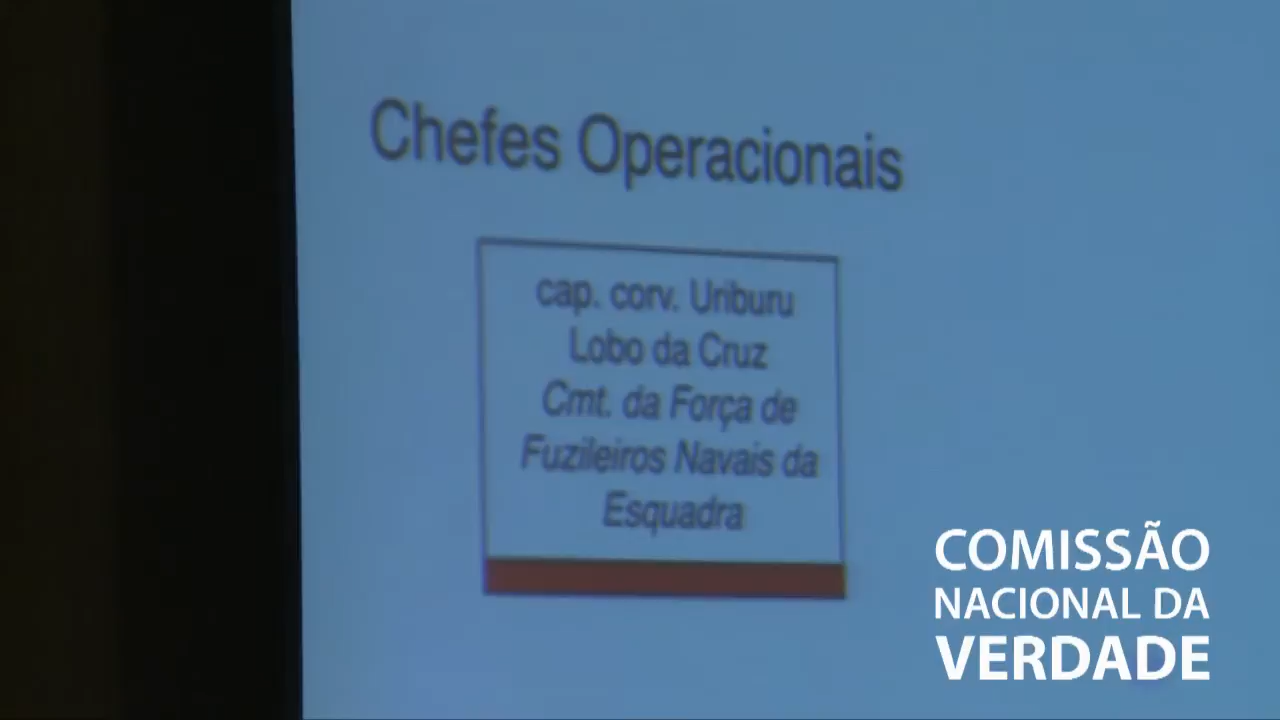 Chefes Operacionais
cap. corv. Uriburu
Lobo da Cruz
Cmt. da Força de
Fuzileiros Navais da
Esquadra
COMISSÃO
NACIONAL DA
VERDADE